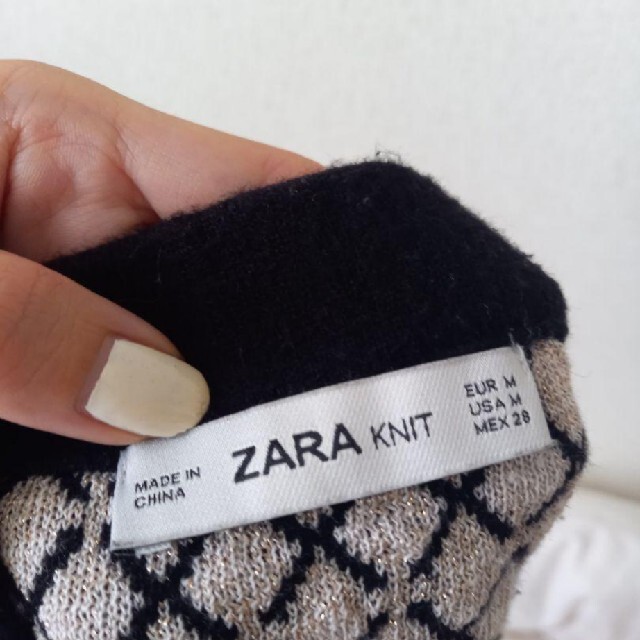 MADE IN
CHINA
ZARA KNIT
EUR M
USA M
MEX 28